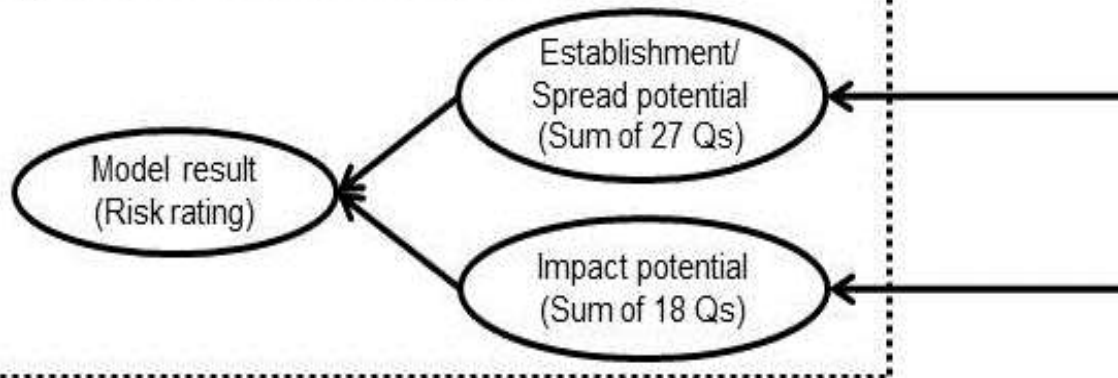 Establishment/
Spread potential
(Sum of 27 Qs)
Model result
(Risk rating)
Impact potential
(Sum of 18 Qs)